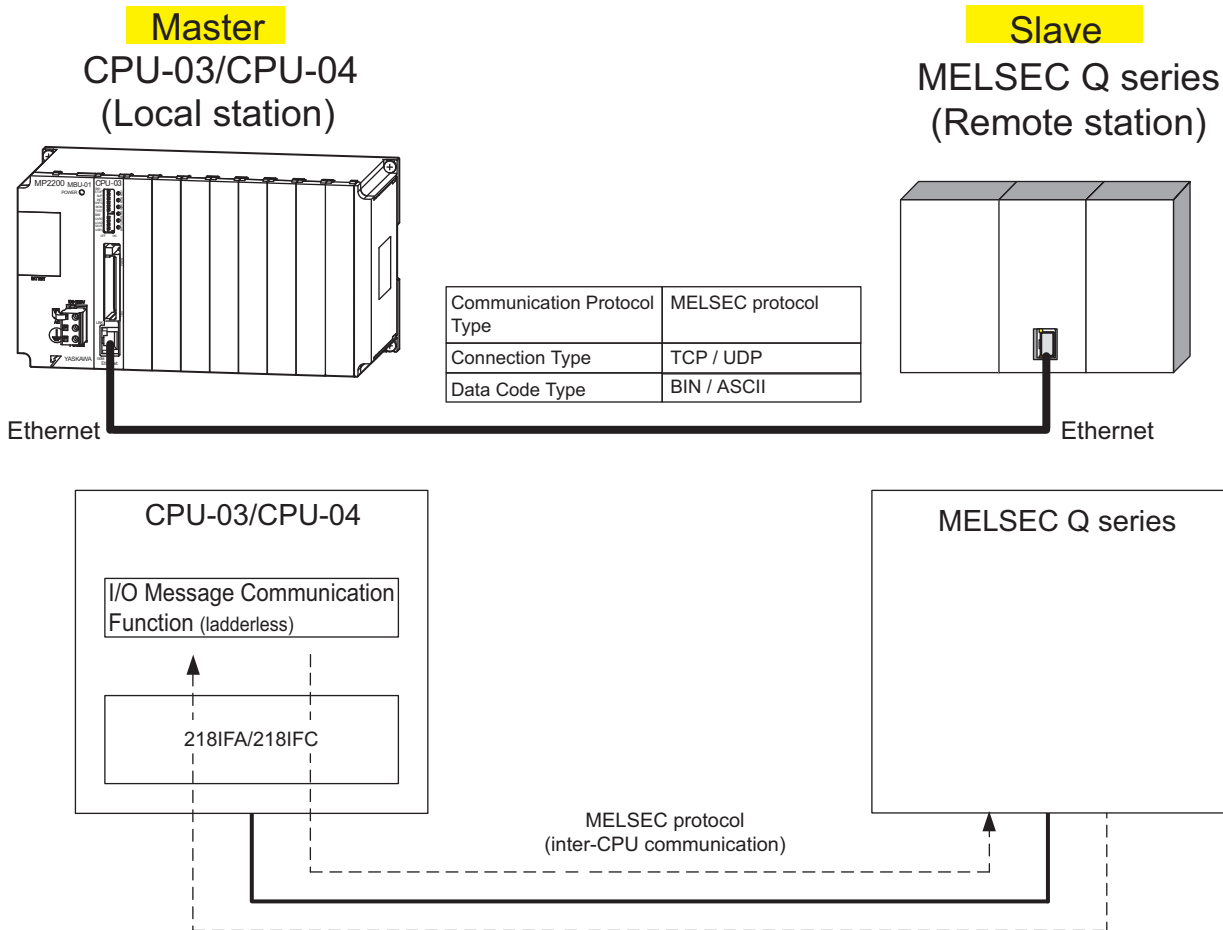 Master
CPU-03/CPU-04
(Local station)
Slave
MELSEC Q series
(Remote station)
MP2200 MBU-01
POWER
CPU-03
YASKAWA
Communication Protocol Type MELSEC protocol
Connection Type TCP / UDP
Data Code Type BIN / ASCII
Ethernet
Ethernet
CPU-03/CPU-04
I/O Message Communication
Function (ladderless)
218IFA/218IFC
MELSEC Q series
MELSEC protocol
(inter-CPU communication)